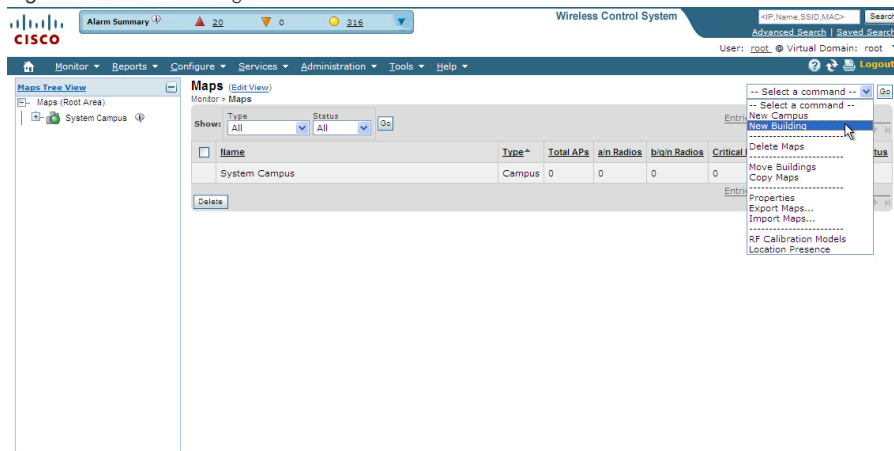 Alarm Summary 20 0 316 Wireless Control System <IP,Name,SSID,MAC> Search
CISCO
Advanced Search | Saved Search
User: root @ Virtual Domain: root
Monitor Reports Configure Services Administration Tools Help Logout
Maps Tree View
Maps (Root Area)
System Campus
Maps (Edit View)
Monitor > Maps
-- Select a command -- Go
Show: Type All Status All Go
-- Select a command --
New Campus
New Building
-----------------------
Delete Maps
-----------------------
Move Buildings
Copy Maps
-----------------------
Properties
Export Maps...
Import Maps...
-----------------------
RF Calibration Models
Location Presence
Name Type Total APs a/n Radios b/g/n Radios Critical
System Campus Campus 0 0 0 0
Delete